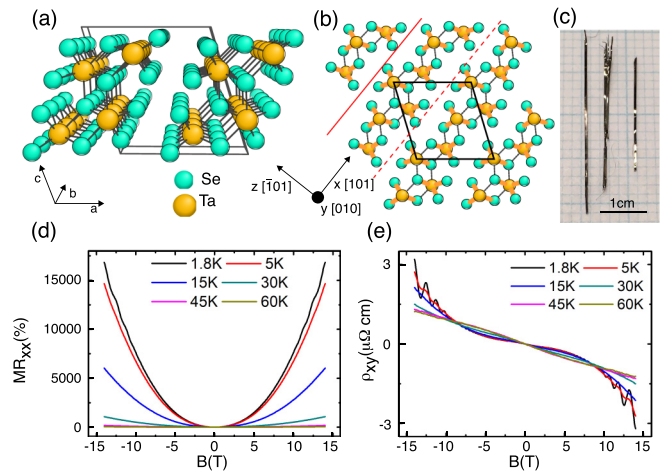 (a)
(b)
(c)
c
b
a
Se
Ta
z [1̄01]
x [101]
y [010]
1cm
(d)
(e)
1.8K 5K
15K 30K
45K 60K
MRxx(%)
15000
10000
5000
0
-15 -10 -5 0 5 10 15
B(T)
1.8K 5K
15K 30K
45K 60K
ρxy(μΩ cm)
3
0
-3
-15 -10 -5 0 5 10 15
B(T)